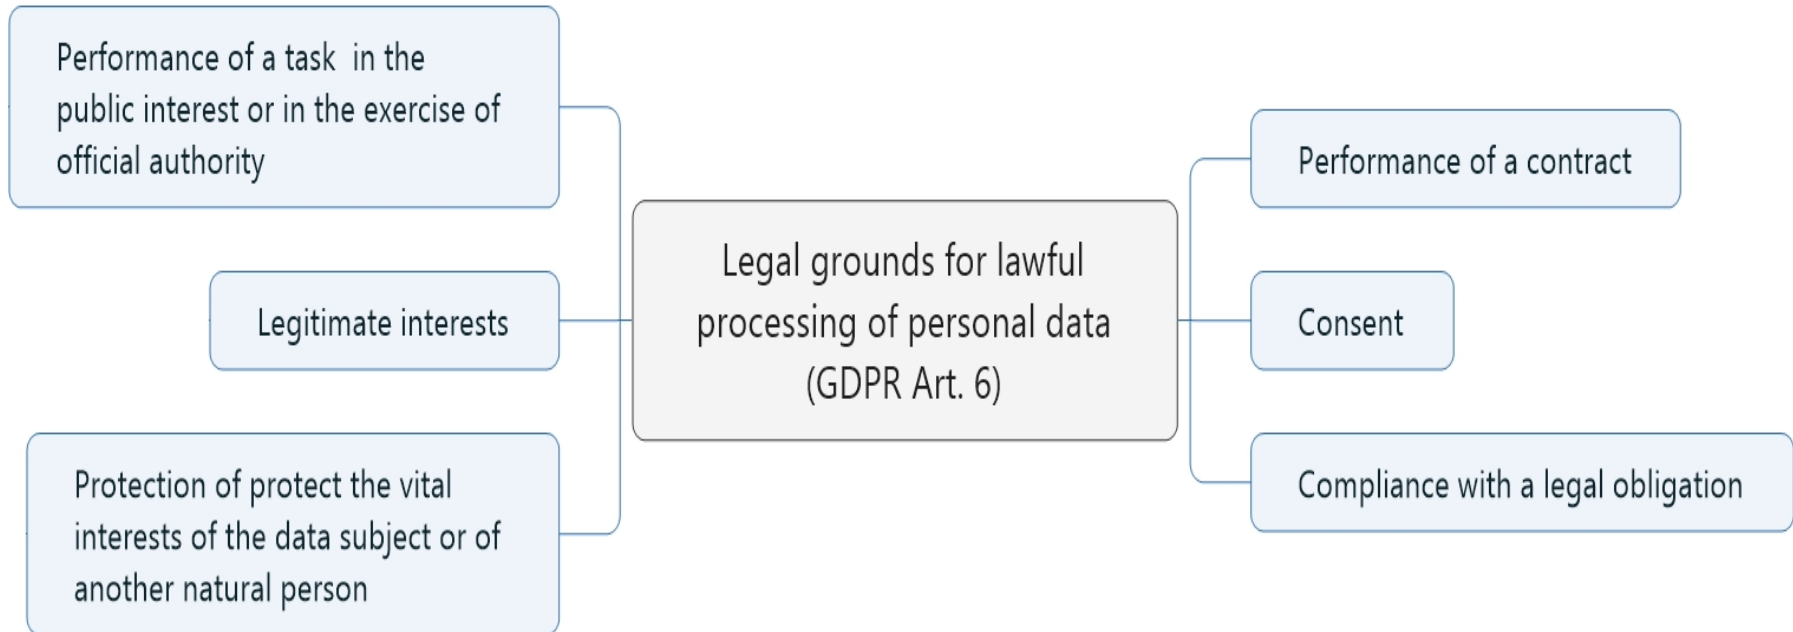 Performance of a task  in the
public interest or in the exercise of
official authority
Legitimate interests
Protection of protect the vital
interests of the data subject or of
another natural person
Legal grounds for lawful
processing of personal data
(GDPR Art. 6)
Performance of a contract
Consent
Compliance with a legal obligation